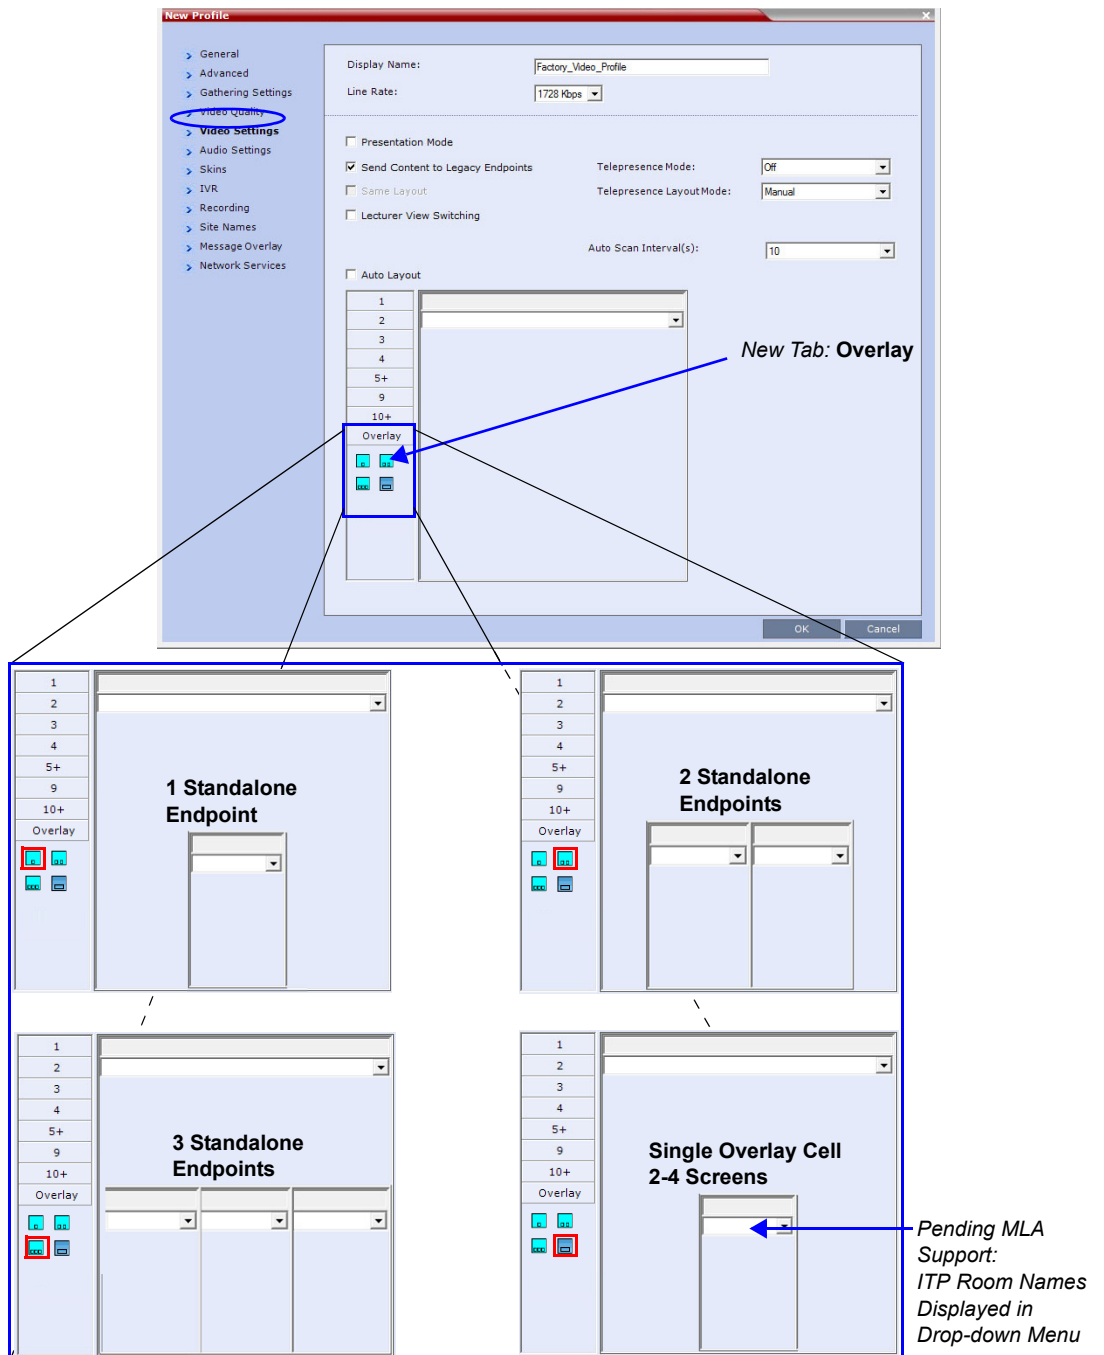 New Profile
x
General
Advanced
Gathering Settings
Video Quality
Video Settings
Audio Settings
Skins
IVR
Recording
Site Names
Message Overlay
Network Services
Display Name:
Factory_Video_Profile
Line Rate:
1728 Kbps
Presentation Mode
Send Content to Legacy Endpoints
Telepresence Mode:
Off
Same Layout
Telepresence Layout Mode:
Manual
Lecturer View Switching
Auto Scan Interval(s):
10
Auto Layout
1
2
3
4
5+
9
10+
Overlay
New Tab: Overlay
OK
Cancel
1
2
3
4
5+
9
10+
Overlay
1 Standalone
Endpoint
1
2
3
4
5+
9
10+
Overlay
2 Standalone
Endpoints
1
2
3
4
5+
9
10+
Overlay
3 Standalone
Endpoints
1
2
3
4
5+
9
10+
Overlay
Single Overlay Cell
2-4 Screens
Pending MLA
Support:
ITP Room Names
Displayed in
Drop-down Menu